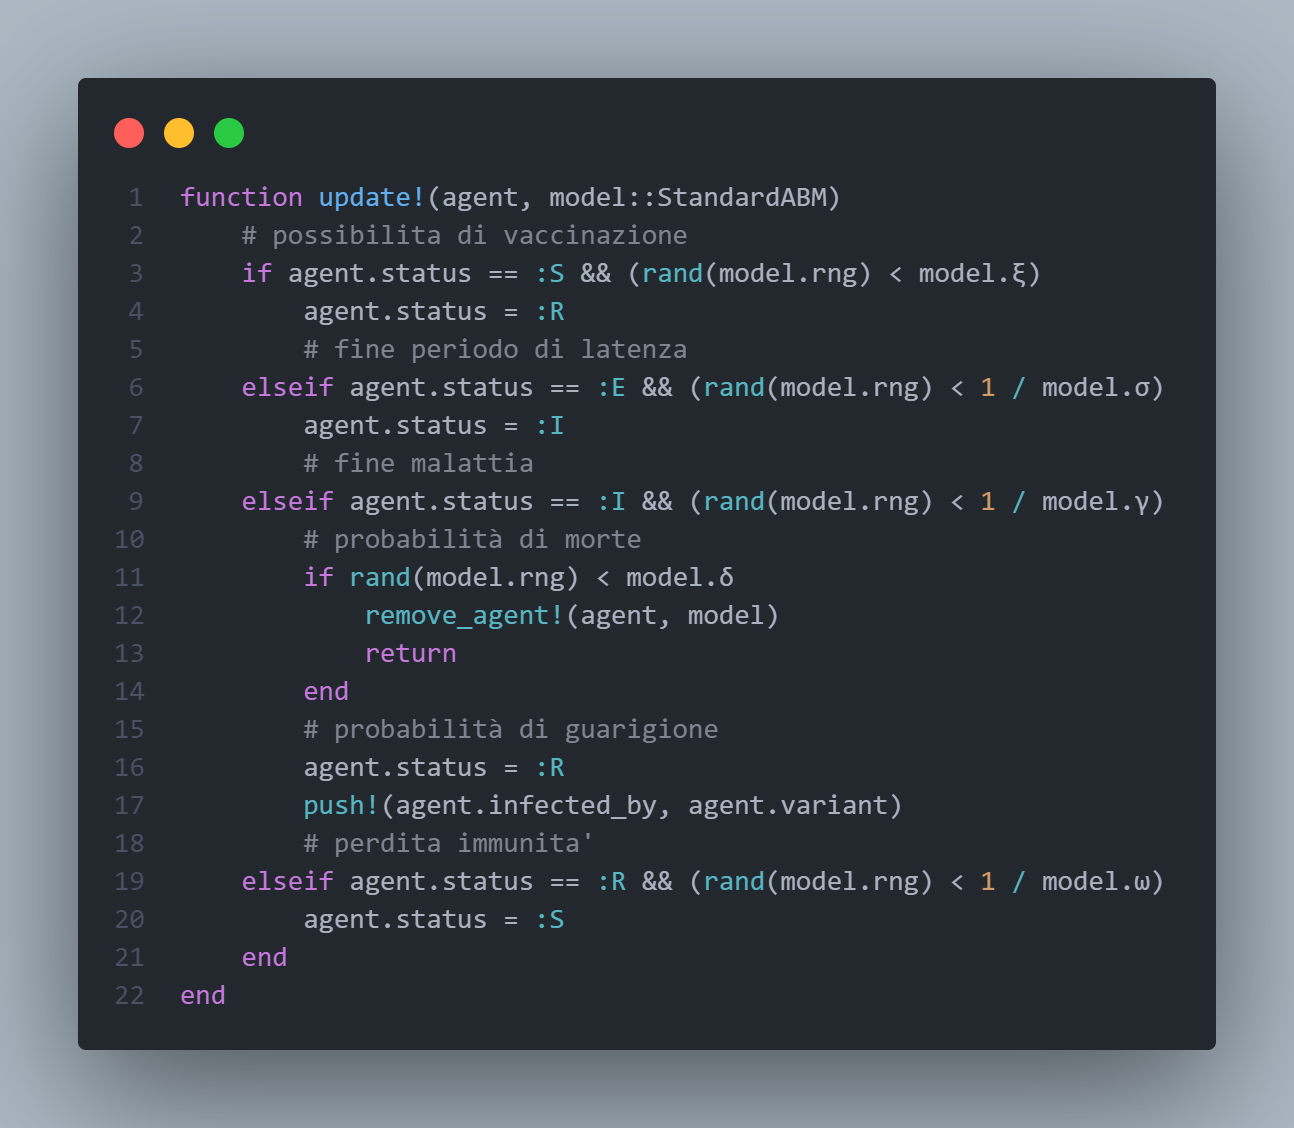 1 function update!(agent, model::StandardABM)
2     # possibilita di vaccinazione
3     if agent.status == :S && (rand(model.rng) < model.ξ)
4         agent.status = :R
5         # fine periodo di latenza
6     elseif agent.status == :E && (rand(model.rng) < 1 / model.σ)
7         agent.status = :I
8         # fine malattia
9     elseif agent.status == :I && (rand(model.rng) < 1 / model.γ)
10         # probabilità di morte
11         if rand(model.rng) < model.δ
12             remove_agent!(agent, model)
13             return
14         end
15         # probabilità di guarigione
16         agent.status = :R
17         push!(agent.infected_by, agent.variant)
18         # perdita immunita'
19     elseif agent.status == :R && (rand(model.rng) < 1 / model.ω)
20         agent.status = :S
21     end
22 end